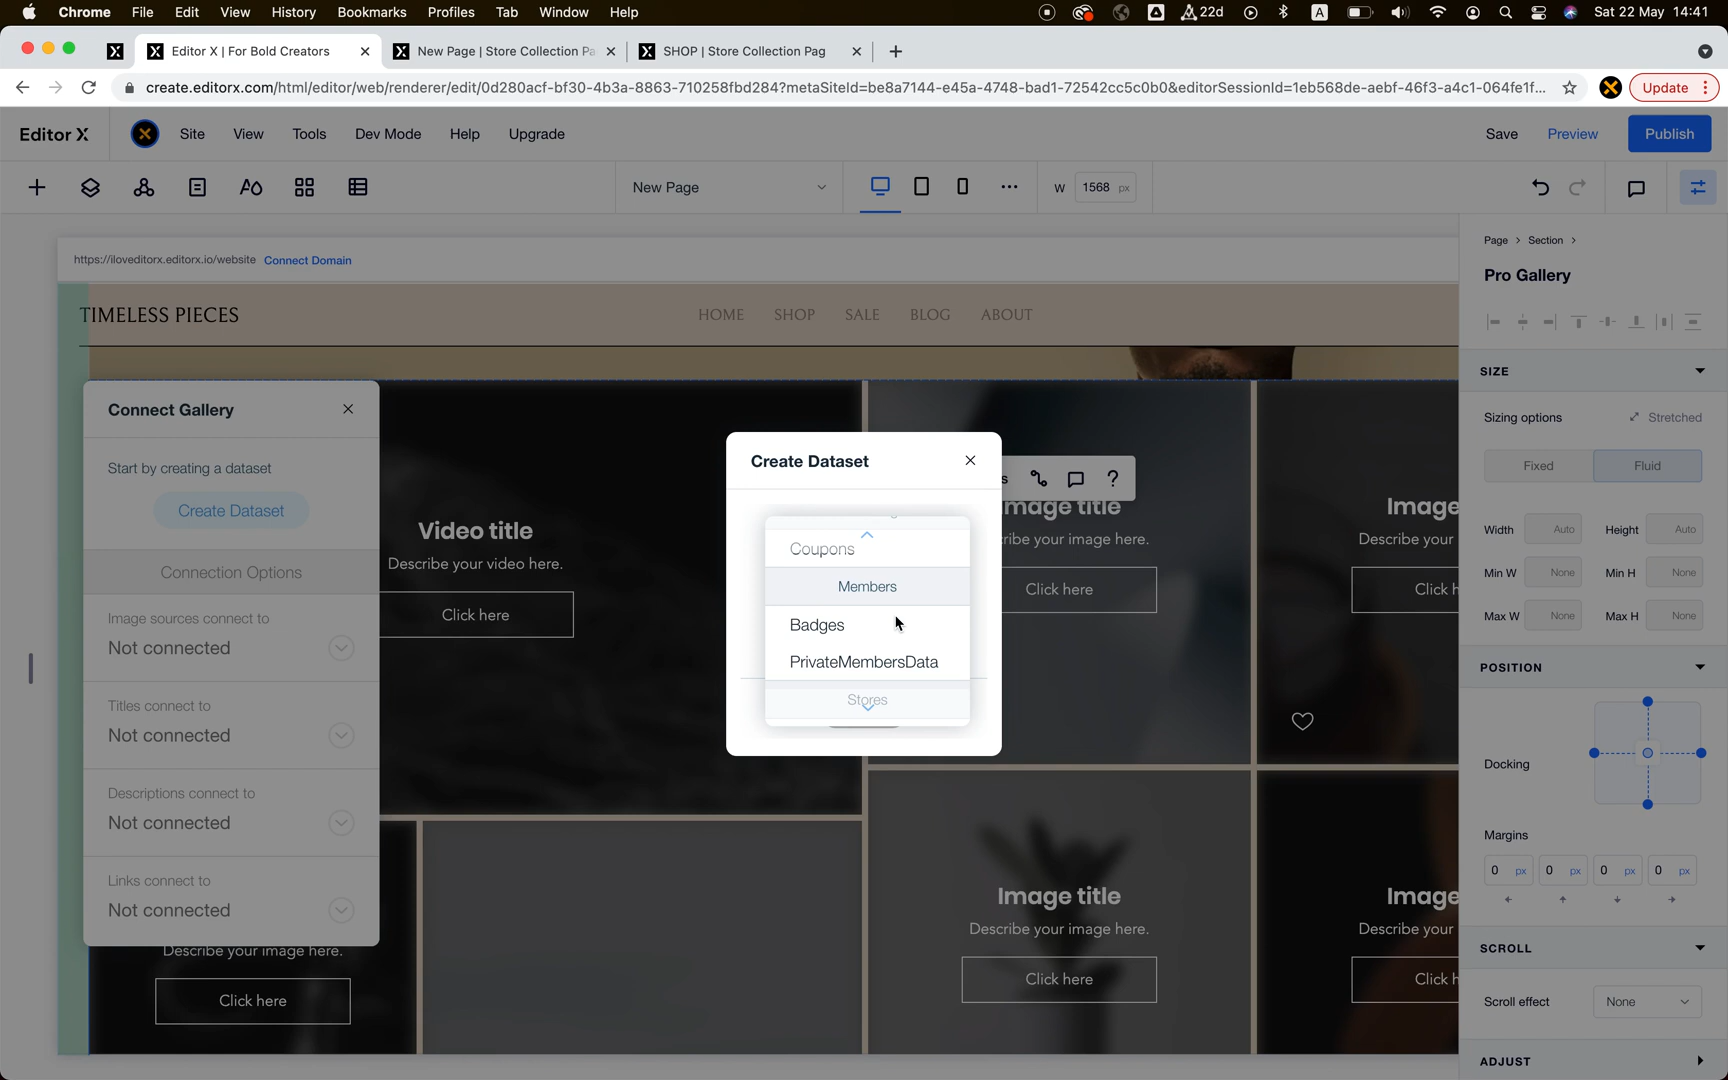 Chrome File Edit View History Bookmarks Profiles Tab Window Help
22d A Sat 22 May 14:41
Editor X | For Bold Creators New Page | Store Collection Pa SHOP | Store Collection Pag
create.editorx.com/html/editor/web/renderer/edit/0d280acf-bf30-4b3a-8863-710258fbd284?metaSiteId=be8a7144-e45a-4748-bad1-72542cc5c0b0&editorSessionId=1eb568de-aebf-46f3-a4c1-064fe1f... Update
Editor X Site View Tools Dev Mode Help Upgrade Save Preview Publish
New Page W 1568 px
Page > Section >
https://iloveeditorx.editorx.io/website Connect Domain
Pro Gallery
TIMELESS PIECES HOME SHOP SALE BLOG ABOUT
SIZE
Connect Gallery
Sizing options Stretched
Start by creating a dataset
Create Dataset
Fixed Fluid
Create Dataset
s ?
Video title
Describe your video here.
Click here
Image title
ribe your image here.
Click here
Image
Describe your
Click h
Width Auto Height Auto
Min W None Min H None
Max W None Max H None
Coupons
Members
Badges
PrivateMembersData
Stores
Connection Options
Image sources connect to
Not connected
Titles connect to
Not connected
Descriptions connect to
Not connected
Links connect to
Not connected
POSITION
Docking
Margins
0 px 0 px 0 px 0 px
Describe your image here.
Click here
Image title
Describe your image here.
Click here
Image
Describe your
Click h
SCROLL
Scroll effect None
ADJUST